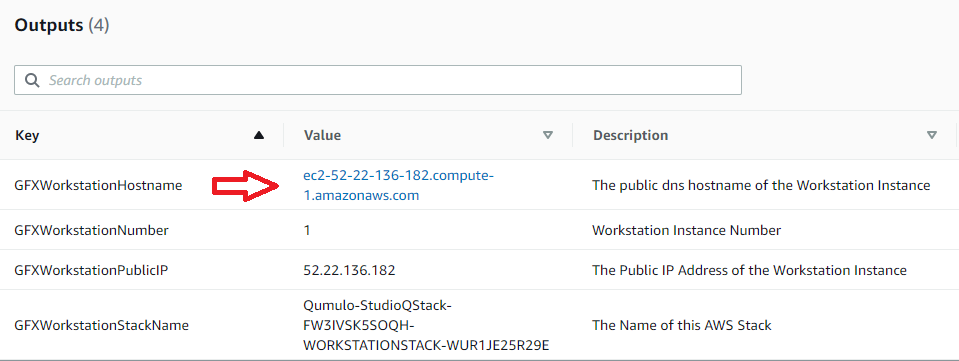 Outputs (4)
Search outputs
Key Value Description
GFXWorkstationHostname ec2-52-22-136-182.compute-
1.amazonaws.com The public dns hostname of the Workstation Instance
GFXWorkstationNumber 1 Workstation Instance Number
GFXWorkstationPublicIP 52.22.136.182 The Public IP Address of the Workstation Instance
GFXWorkstationStackName Qumulo-StudioQStack-
FW3IVSK5SOQH-
WORKSTATIONSTACK-WUR1JE25R29E The Name of this AWS Stack